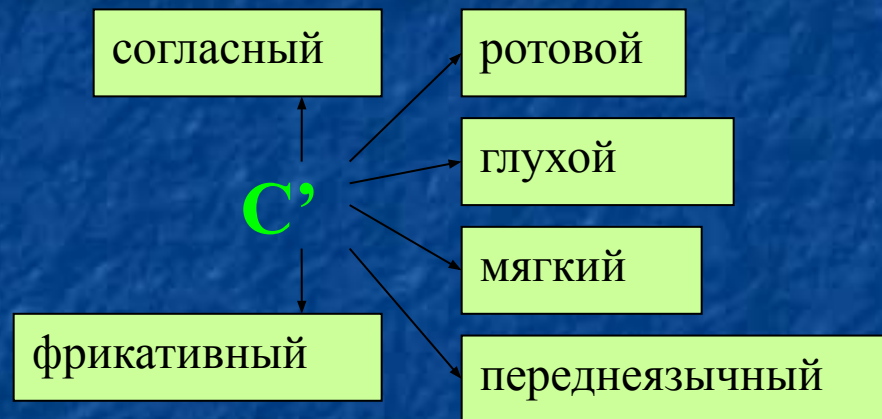 согласный
ротовой
глухой
С’
мягкий
фрикативный
переднеязычный